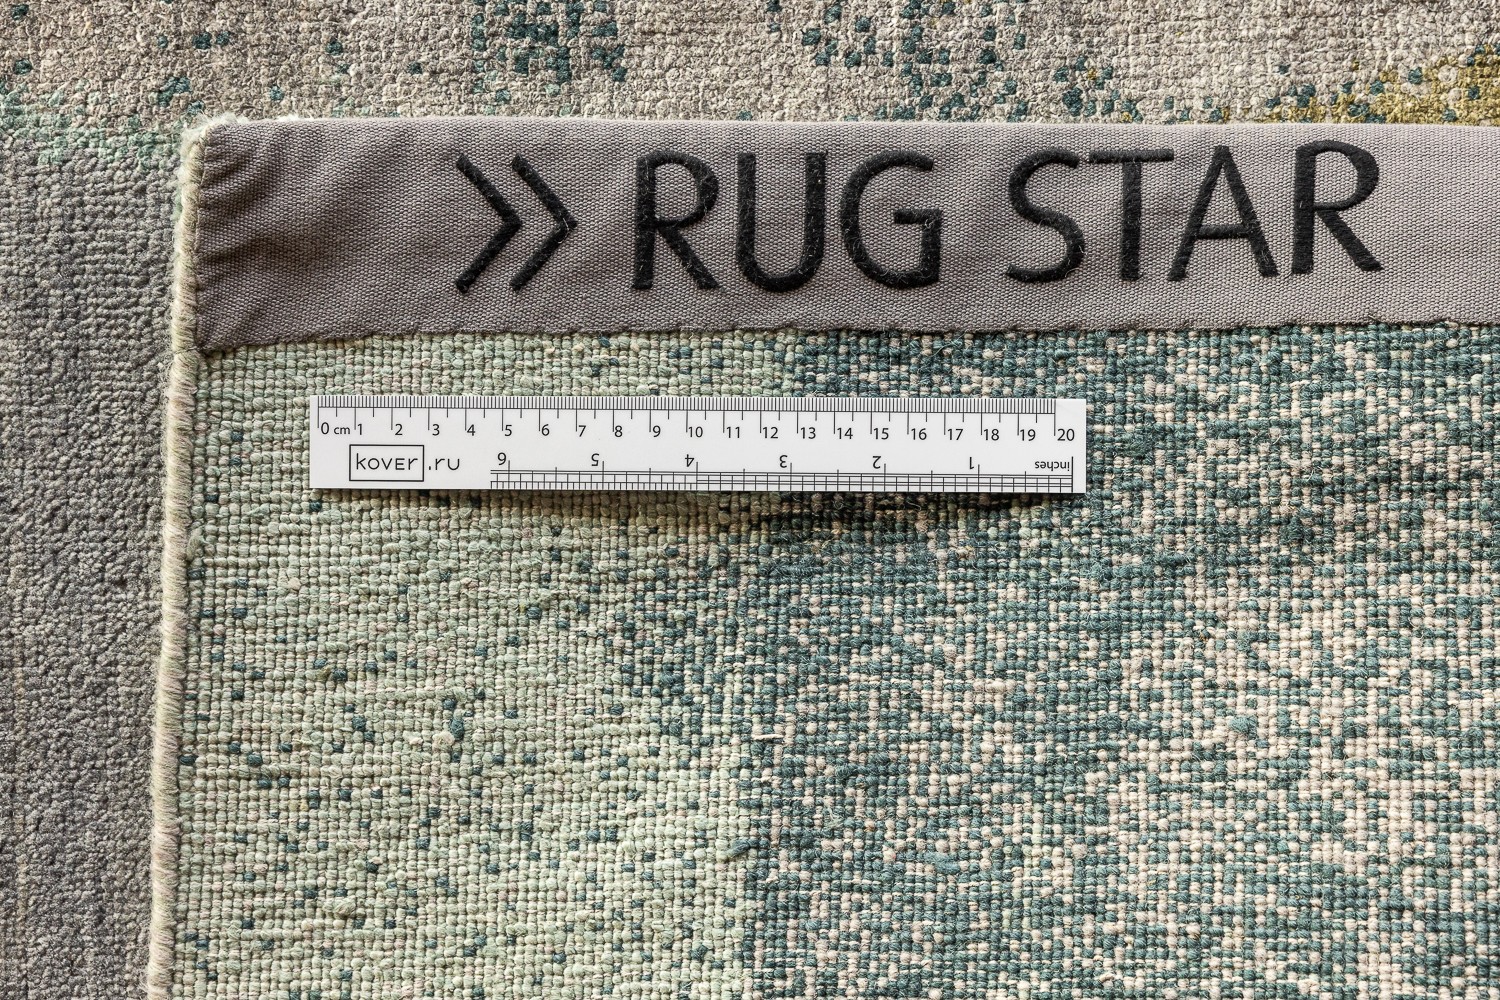 >> RUG STAR
0 cm 1 2 3 4 5 6 7 8 9 10 11 12 13 14 15 16 17 18 19 20
kover.ru
inches 1 2 3 4 5 6